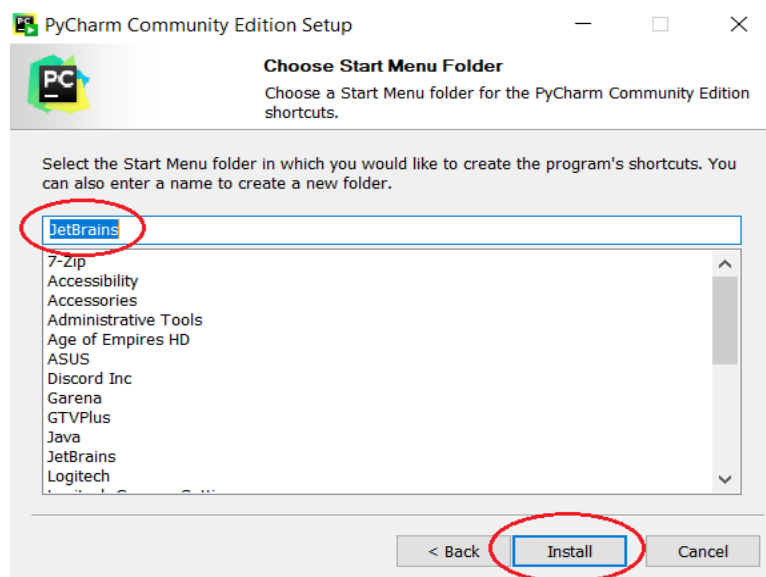 PyCharm Community Edition Setup
PC
Choose Start Menu Folder
Choose a Start Menu folder for the PyCharm Community Edition
shortcuts.
Select the Start Menu folder in which you would like to create the program's shortcuts. You
can also enter a name to create a new folder.
JetBrains
7-Zip
Accessibility
Accessories
Administrative Tools
Age of Empires HD
ASUS
Discord Inc
Garena
GTVPlus
Java
JetBrains
Logitech
< Back Install Cancel